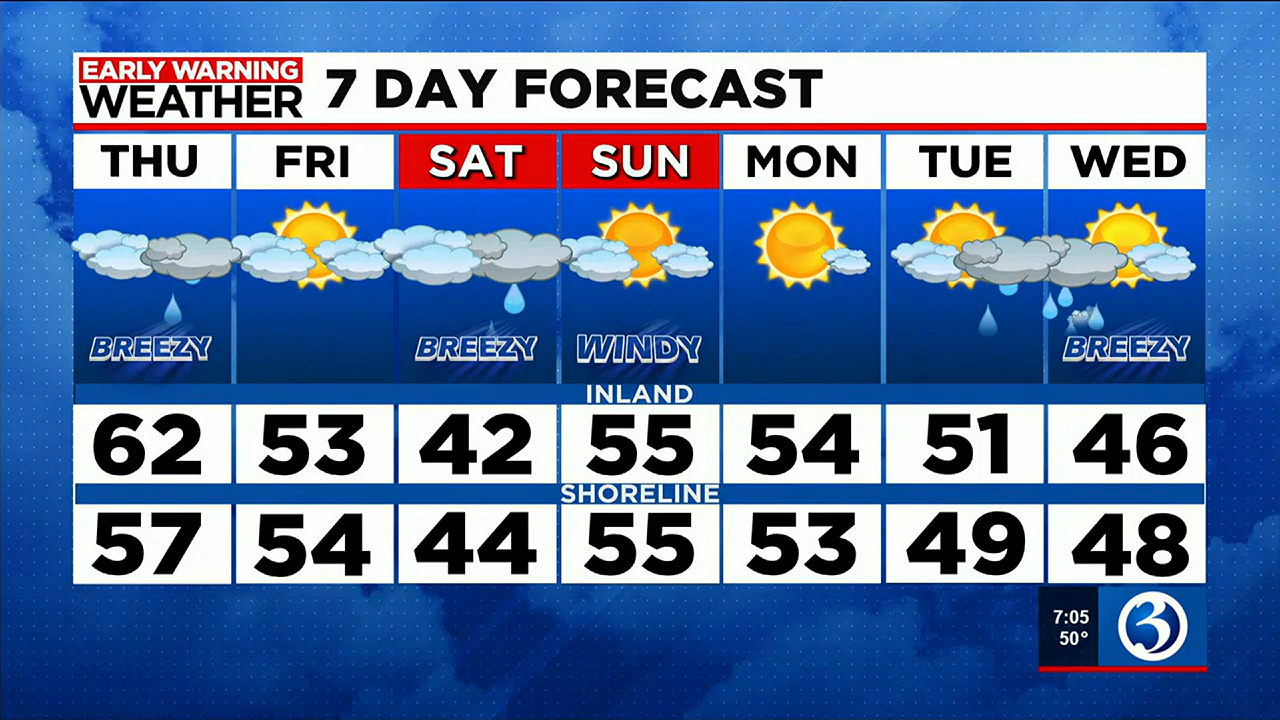 EARLY WARNING
WEATHER
7 DAY FORECAST
THU FRI SAT SUN MON TUE WED
BREEZY BREEZY WINDY BREEZY
INLAND
62 53 42 55 54 51 46
SHORELINE
57 54 44 55 53 49 48
7:05
50°
3